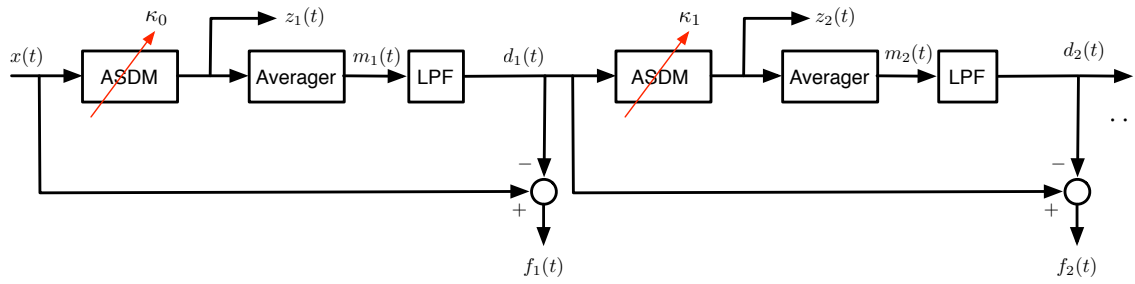 κ₀
z₁(t)
κ₁
z₂(t)
x(t)
ASDM
Averager
m₁(t)
LPF
d₁(t)
ASDM
Averager
m₂(t)
LPF
d₂(t)
. .
−
+
f₁(t)
−
+
f₂(t)